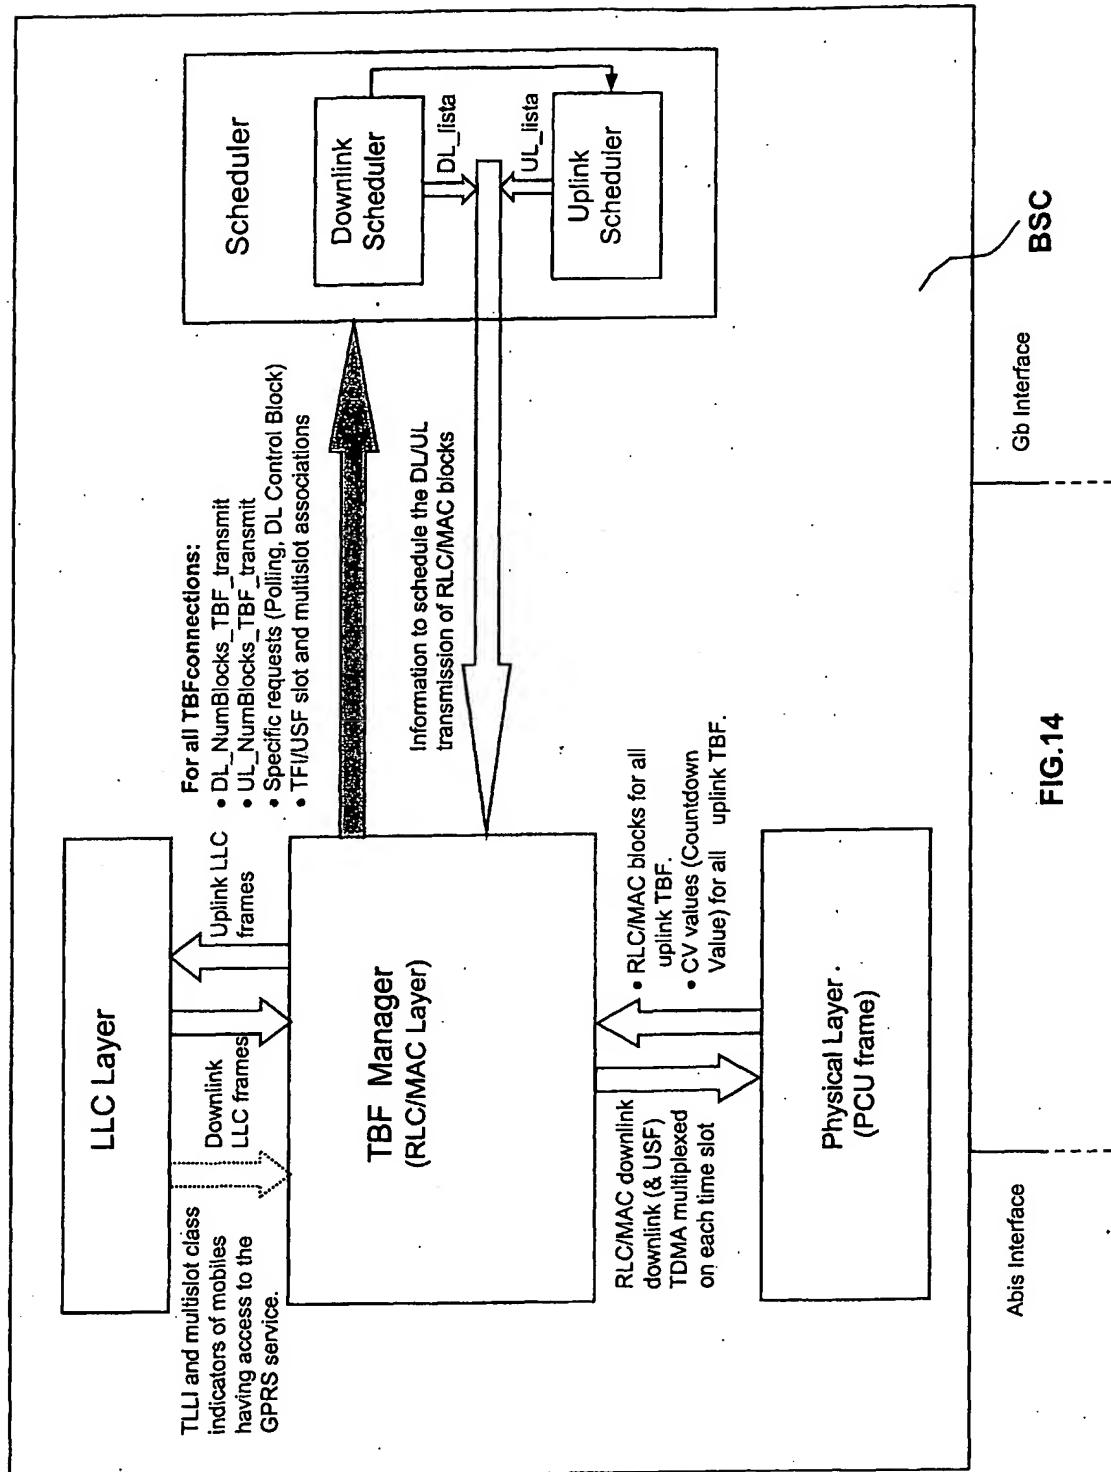 LLC Layer
TLLI and multislot class
indicators of mobiles
having access to the
GPRS service.
Downlink
LLC frames
Uplink LLC
frames
For all TBFconnections:
• DL_NumBlocks_TBF_transmit
• UL_NumBlocks_TBF_transmit
• Specific requests (Polling, DL Control Block)
• TFI/USF slot and multislot associations
Scheduler
Downlink
Scheduler
DL_lista
UL_lista
Uplink
Scheduler
TBF Manager
(RLC/MAC Layer)
Information to schedule the DL/UL
transmission of RLC/MAC blocks
RLC/MAC downlink
downlink (& USF)
TDMA multiplexed
on each time slot
• RLC/MAC blocks for all
uplink TBF.
• CV values (Countdown
Value) for all uplink TBF.
Physical Layer.
(PCU frame)
BSC
Abis Interface
Gb Interface
FIG.14